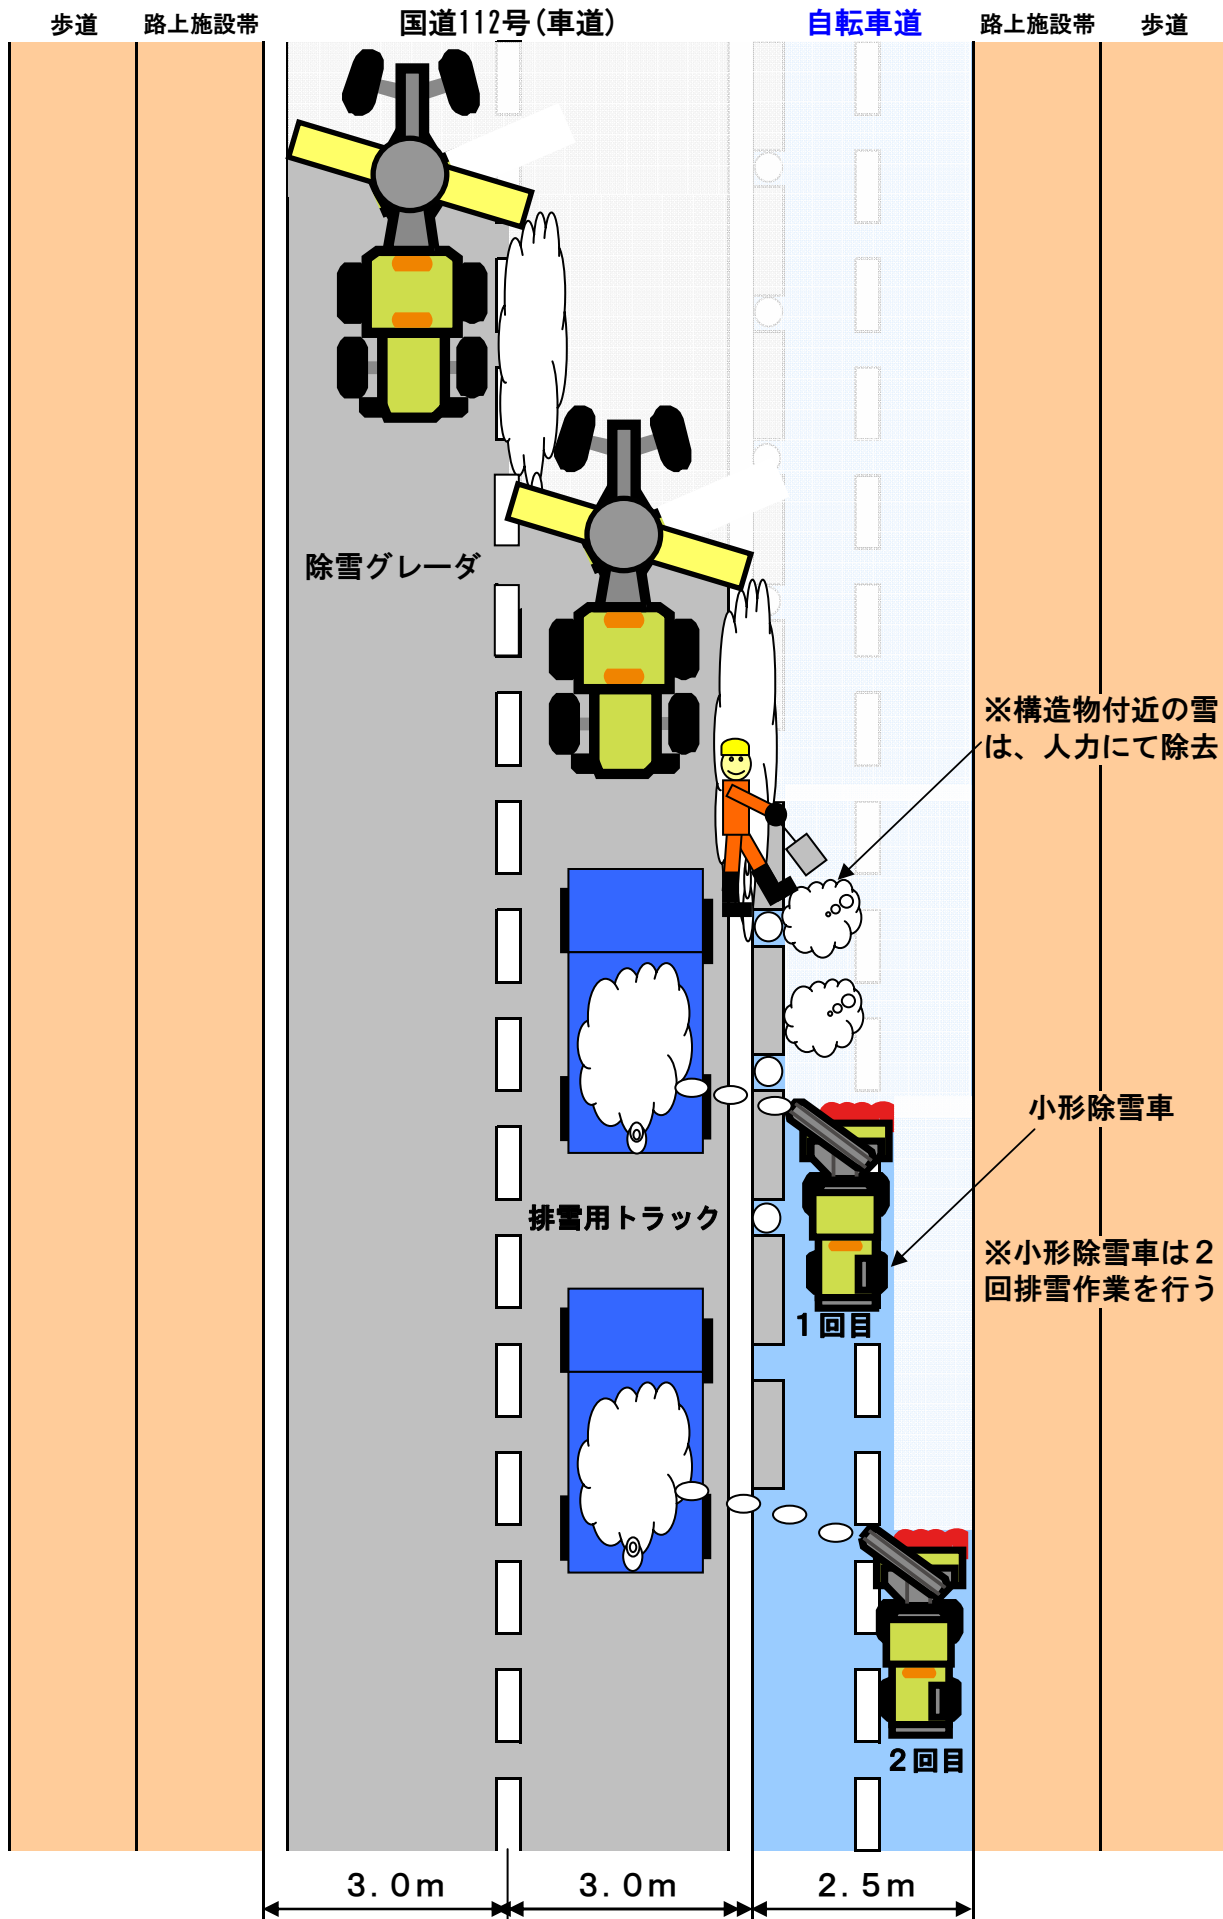 歩道 路上施設帯 国道112号(車道) 自転車道 路上施設帯 歩道
除雪グレーダ
※構造物付近の雪
は、人力にて除去
小形除雪車
排雪用トラック
※小形除雪車は２
回排雪作業を行う
１回目
２回目
３.０ｍ ３.０ｍ ２.５ｍ